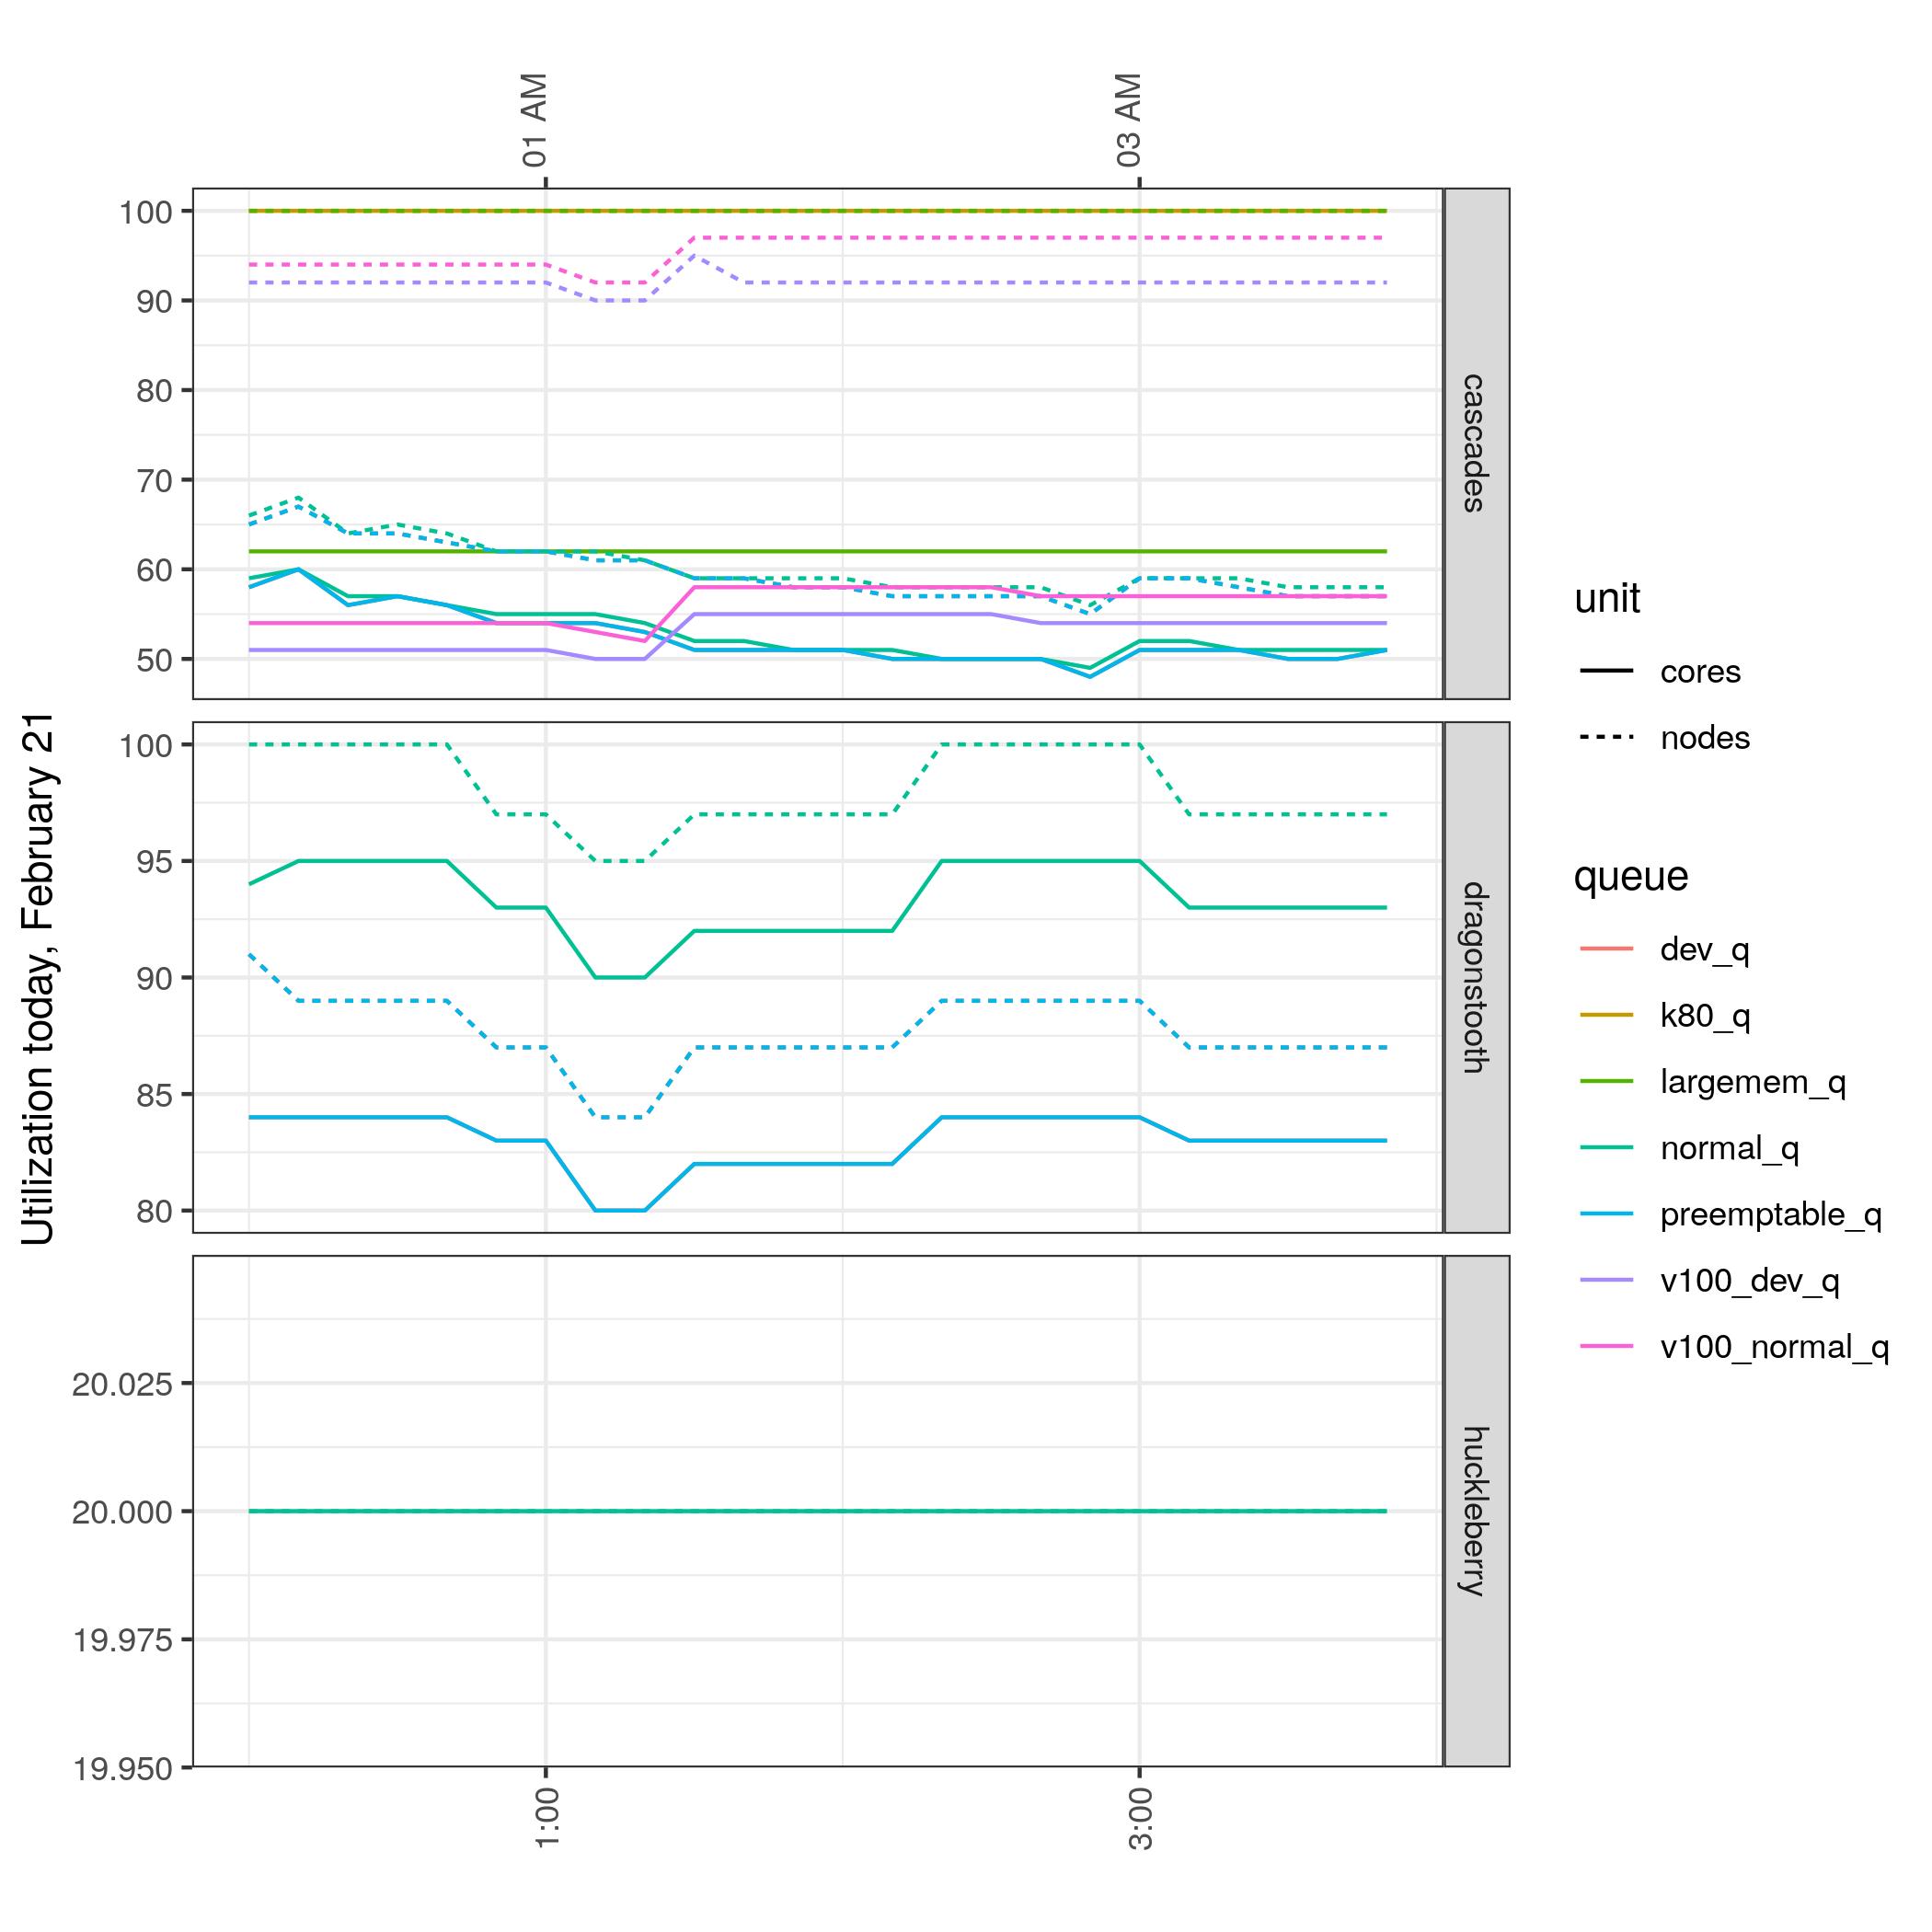 01 AM
03 AM
100
90
80
70
60
50
cascades
100
95
90
85
80
dragonstooth
20.025
20.000
19.975
19.950
huckleberry
1:00
3:00
Utilization today, February 21
unit
cores
nodes
queue
dev_q
k80_q
largemem_q
normal_q
preemptable_q
v100_dev_q
v100_normal_q